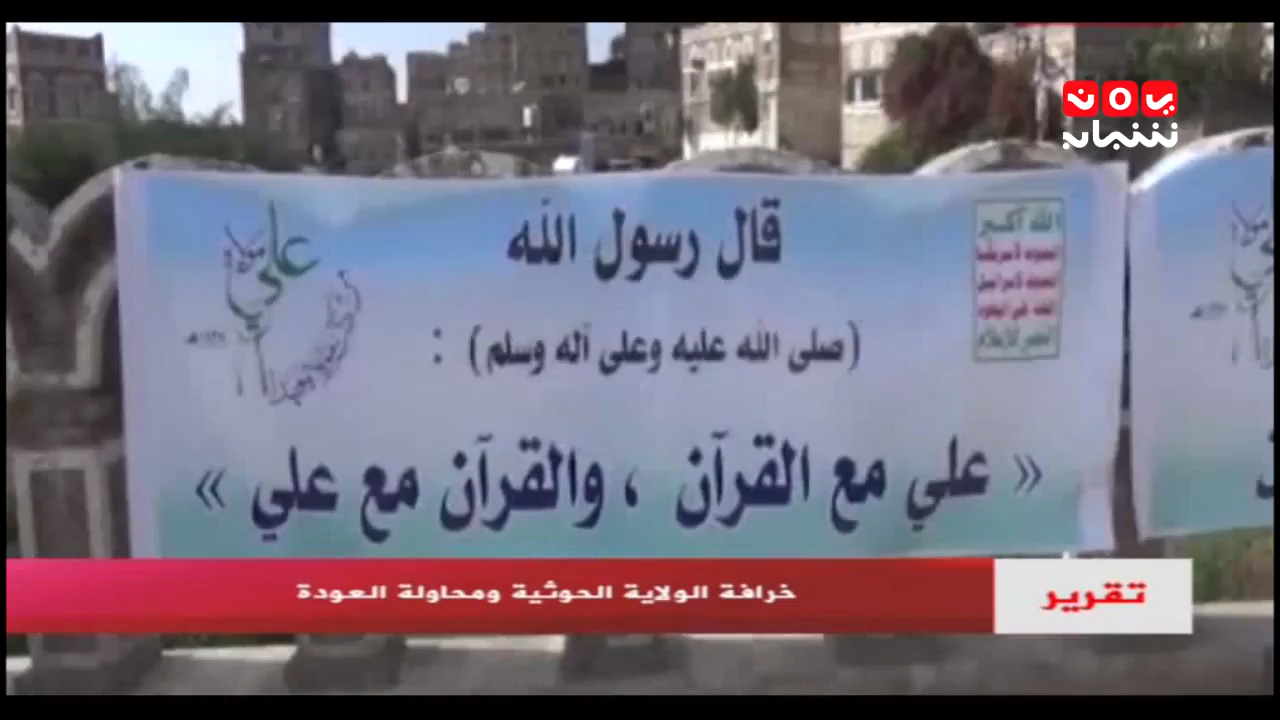 يمن
شباب
قال رسول الله
(صلى الله عليه وعلى آله وسلم) :
الله أكبر
الموت لأمريكا
الموت لإسرائيل
اللعنة على اليهود
النصر للإسلام
علي
مولاه
« علي مع القرآن ، والقرآن مع علي »
تقرير
خرافة الولاية الحوثية ومحاولة العودة